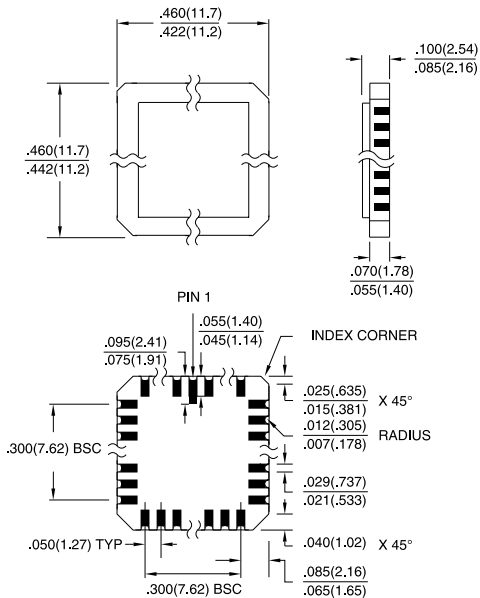 .460(11.7)
.422(11.2)
.100(2.54)
.085(2.16)
.460(11.7)
.442(11.2)
.070(1.78)
.055(1.40)
PIN 1
.055(1.40)
.045(1.14)
INDEX CORNER
.095(2.41)
.075(1.91)
.025(.635)
.015(.381)
X 45°
.012(.305)
.007(.178)
RADIUS
.300(7.62) BSC
.029(.737)
.021(.533)
.050(1.27) TYP
.040(1.02) X 45°
.300(7.62) BSC
.085(2.16)
.065(1.65)